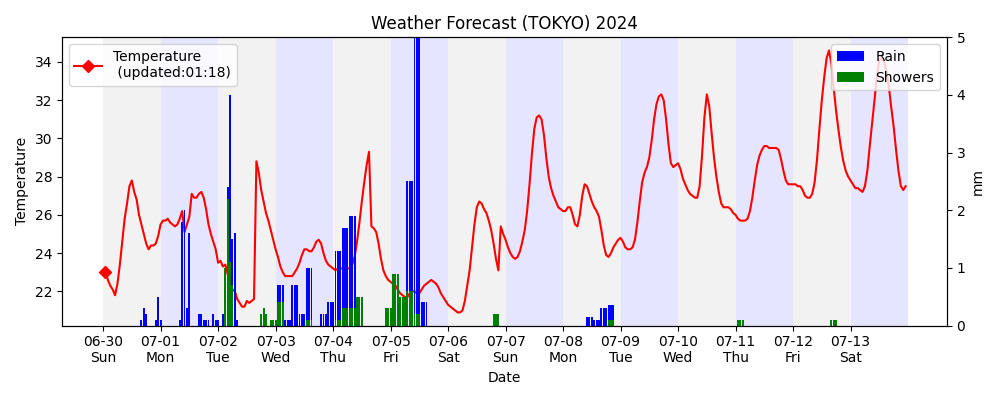 Weather Forecast (TOKYO) 2024
Temperature
(updated:01:18)
Rain
Showers
Temperature
34
32
30
28
26
24
22
5
4
3
2
1
0
mm
06-30 07-01 07-02 07-03 07-04 07-05 07-06 07-07 07-08 07-09 07-10 07-11 07-12 07-13
Sun Mon Tue Wed Thu Fri Sat Sun Mon Tue Wed Thu Fri Sat
Date